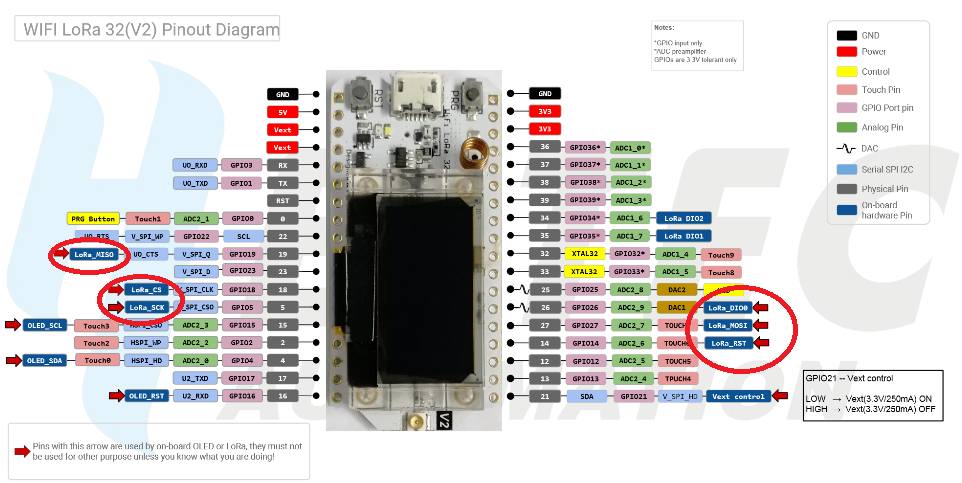 WIFI LoRa 32(V2) Pinout Diagram
Notes:
*GPIO input only
*ADC preamplifier
GPIOs are 3.3V tolerant only
GND
Power
Control
Touch Pin
GPIO Port pin
Analog Pin
DAC
Serial SPI I2C
Physical Pin
On-board
hardware Pin
GND
5V
Vext
Vext
U0_RXD GPIO3 RX
U0_TXD GPIO1 TX
RST
PRG Button Touch1 ADC2_1 GPIO0 0
U0_RTS V_SPI_WP GPIO22 SCL 22
LoRa_MISO U0_CTS V_SPI_Q GPIO19 19
V_SPI_D GPIO23 23
LoRa_CS V_SPI_CLK GPIO18 18
LoRa_SCK V_SPI_CS0 GPIO5 5
OLED_SCL Touch3 HSPI_CS0 ADC2_3 GPIO15 15
Touch2 HSPI_WP ADC2_2 GPIO2 2
OLED_SDA Touch0 HSPI_HD ADC2_0 GPIO4 4
U2_TXD GPIO17 17
OLED_RST U2_RXD GPIO16 16
RST
PRG
WiFi LoRa 32
V2
GND
3V3
3V3
36 GPIO36* ADC1_0*
37 GPIO37* ADC1_1*
38 GPIO38* ADC1_2*
39 GPIO39* ADC1_3*
34 GPIO34* ADC1_6 LoRa DIO2
35 GPIO35* ADC1_7 LoRa DIO1
32 XTAL32 GPIO32* ADC1_4 Touch9
33 XTAL32 GPIO33* ADC1_5 Touch8
25 GPIO25 ADC2_8 DAC2
26 GPIO26 ADC2_9 DAC1 LoRa_DIO0
27 GPIO27 ADC2_7 TOUCH LoRa_MOSI
14 GPIO14 ADC2_6 TOUCH6 LoRa_RST
12 GPIO12 ADC2_5 TOUCH5
13 GPIO13 ADC2_4 TPUCH4
21 SDA GPIO21 V_SPI_HD Vext control
GPIO21 -- Vext control
LOW → Vext(3.3V/250mA) ON
HIGH → Vext(3.3V/250mA) OFF
Pins with this arrow are used by on-board OLED or LoRa, they must not
be used for other purpose unless you know what you are doing!